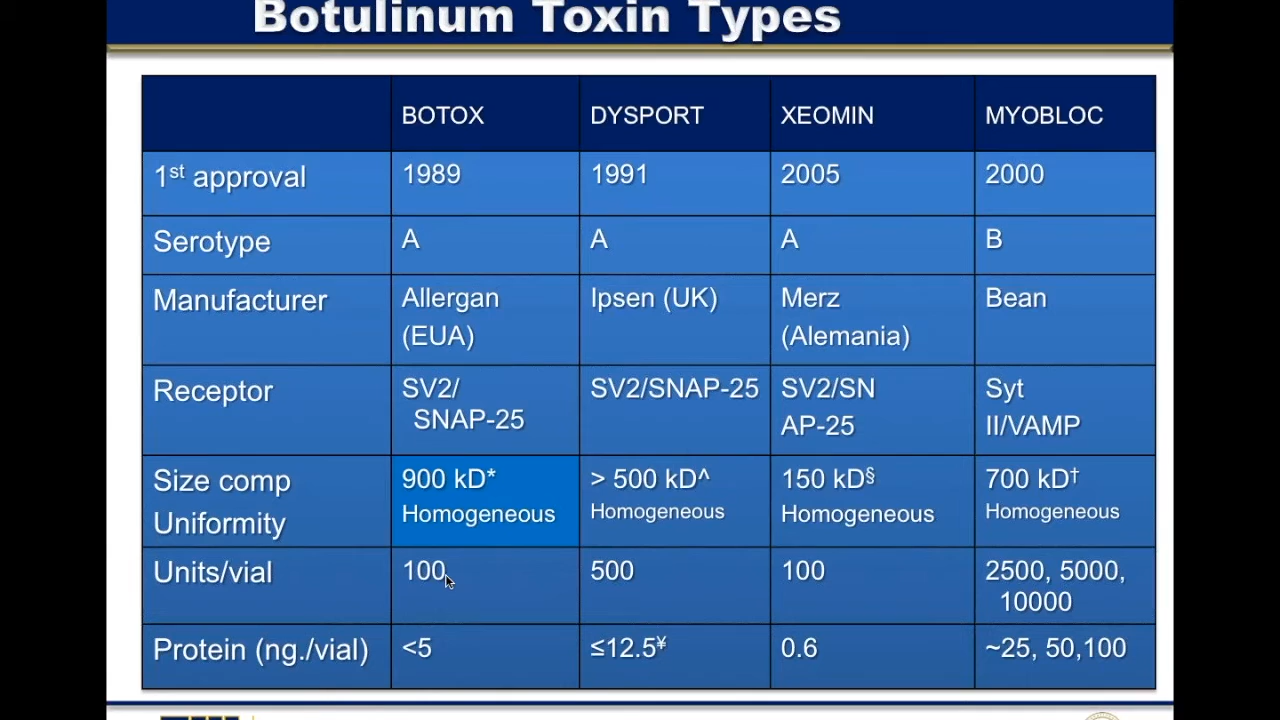 Botulinum Toxin Types
BOTOX DYSPORT XEOMIN MYOBLOC
1st approval 1989 1991 2005 2000
Serotype A A A B
Manufacturer Allergan Ipsen (UK) Merz Bean
(EUA) (Alemania)
Receptor SV2/ SV2/SNAP-25 SV2/SN Syt
SNAP-25 AP-25 II/VAMP
Size comp 900 kD* > 500 kD^ 150 kD§ 700 kD†
Uniformity Homogeneous Homogeneous Homogeneous Homogeneous
Units/vial 100 500 100 2500, 5000,
10000
Protein (ng./vial) <5 ≤12.5¥ 0.6 ~25, 50,100